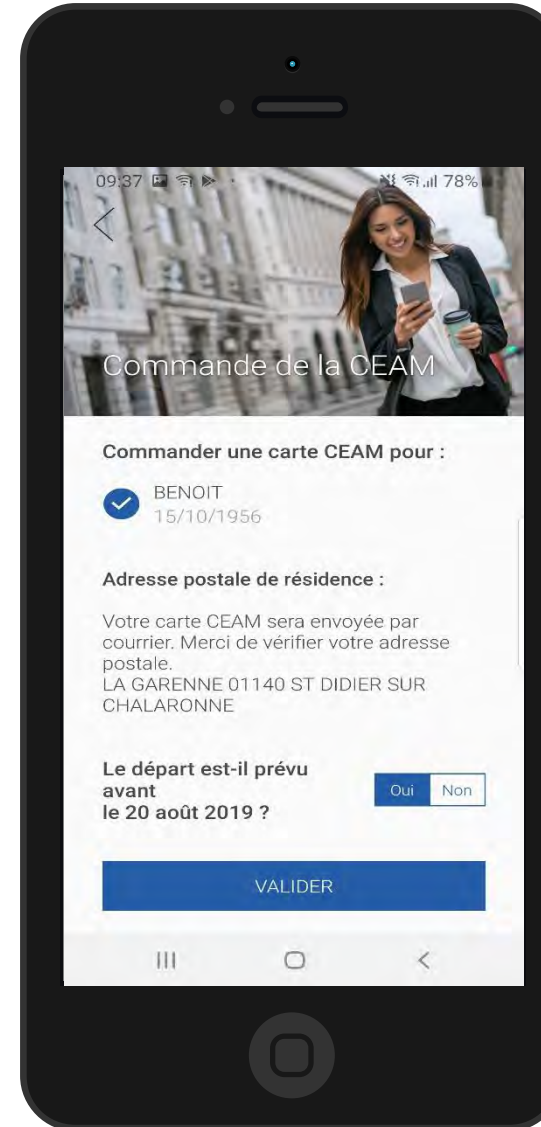 09:37 78%
Commande de la CEAM
Commander une carte CEAM pour :
BENOIT
15/10/1956
Adresse postale de résidence :
Votre carte CEAM sera envoyée par
courrier. Merci de vérifier votre adresse
postale.
LA GARENNE 01140 ST DIDIER SUR
CHALARONNE
Le départ est-il prévu
avant
le 20 août 2019 ?
Oui Non
VALIDER